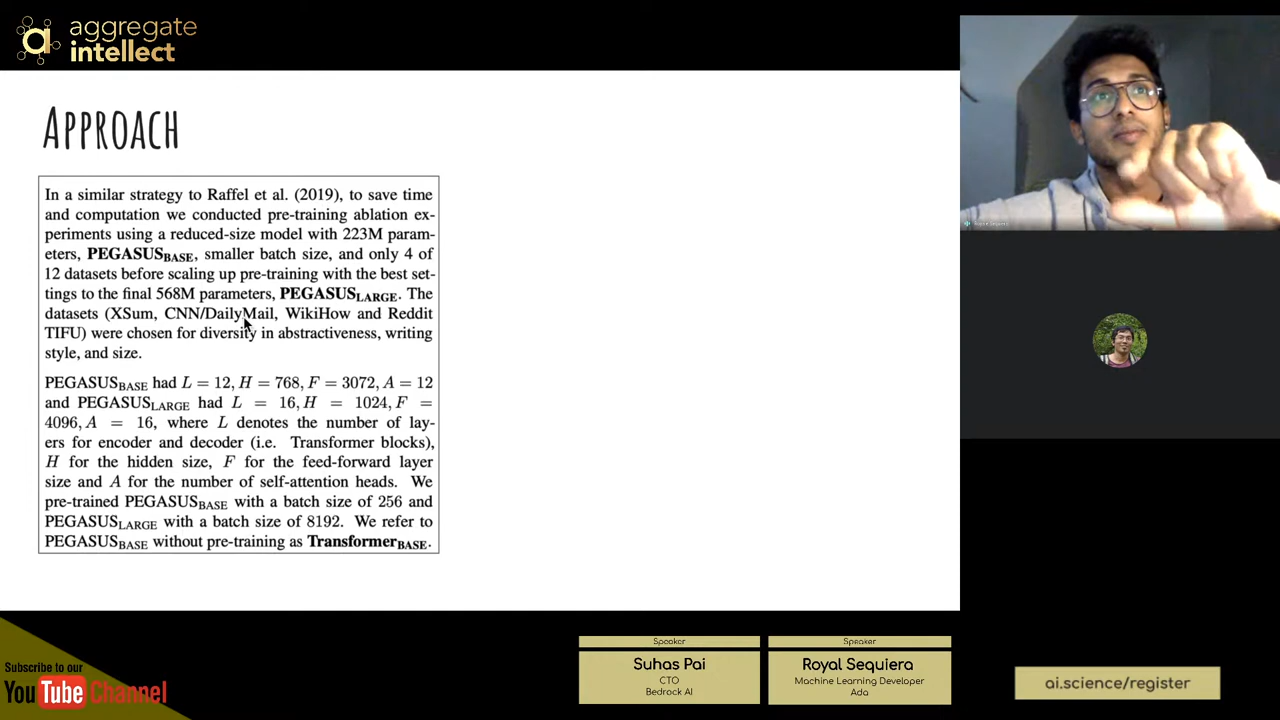 aggregate
intellect
APPROACH
In a similar strategy to Raffel et al. (2019), to save time
and computation we conducted pre-training ablation ex-
periments using a reduced-size model with 223M param-
eters, PEGASUSBASE, smaller batch size, and only 4 of
12 datasets before scaling up pre-training with the best set-
tings to the final 568M parameters, PEGASUSLARGE. The
datasets (XSum, CNN/DailyMail, WikiHow and Reddit
TIFU) were chosen for diversity in abstractiveness, writing
style, and size.
PEGASUSBASE had L = 12, H = 768, F = 3072, A = 12
and PEGASUSLARGE had L = 16, H = 1024, F =
4096, A = 16, where L denotes the number of lay-
ers for encoder and decoder (i.e. Transformer blocks),
H for the hidden size, F for the feed-forward layer
size and A for the number of self-attention heads. We
pre-trained PEGASUSBASE with a batch size of 256 and
PEGASUSLARGE with a batch size of 8192. We refer to
PEGASUSBASE without pre-training as TransformerBASE.
Subscribe to our
YouTube Channel
Speaker
Suhas Pai
CTO
Bedrock AI
Speaker
Royal Sequiera
Machine Learning Developer
Ada
ai.science/register